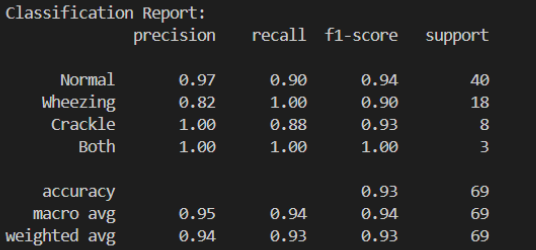 Classification Report:
precision recall f1-score support
Normal 0.97 0.90 0.94 40
Wheezing 0.82 1.00 0.90 18
Crackle 1.00 0.88 0.93 8
Both 1.00 1.00 1.00 3
accuracy 0.93 69
macro avg 0.95 0.94 0.94 69
weighted avg 0.94 0.93 0.93 69